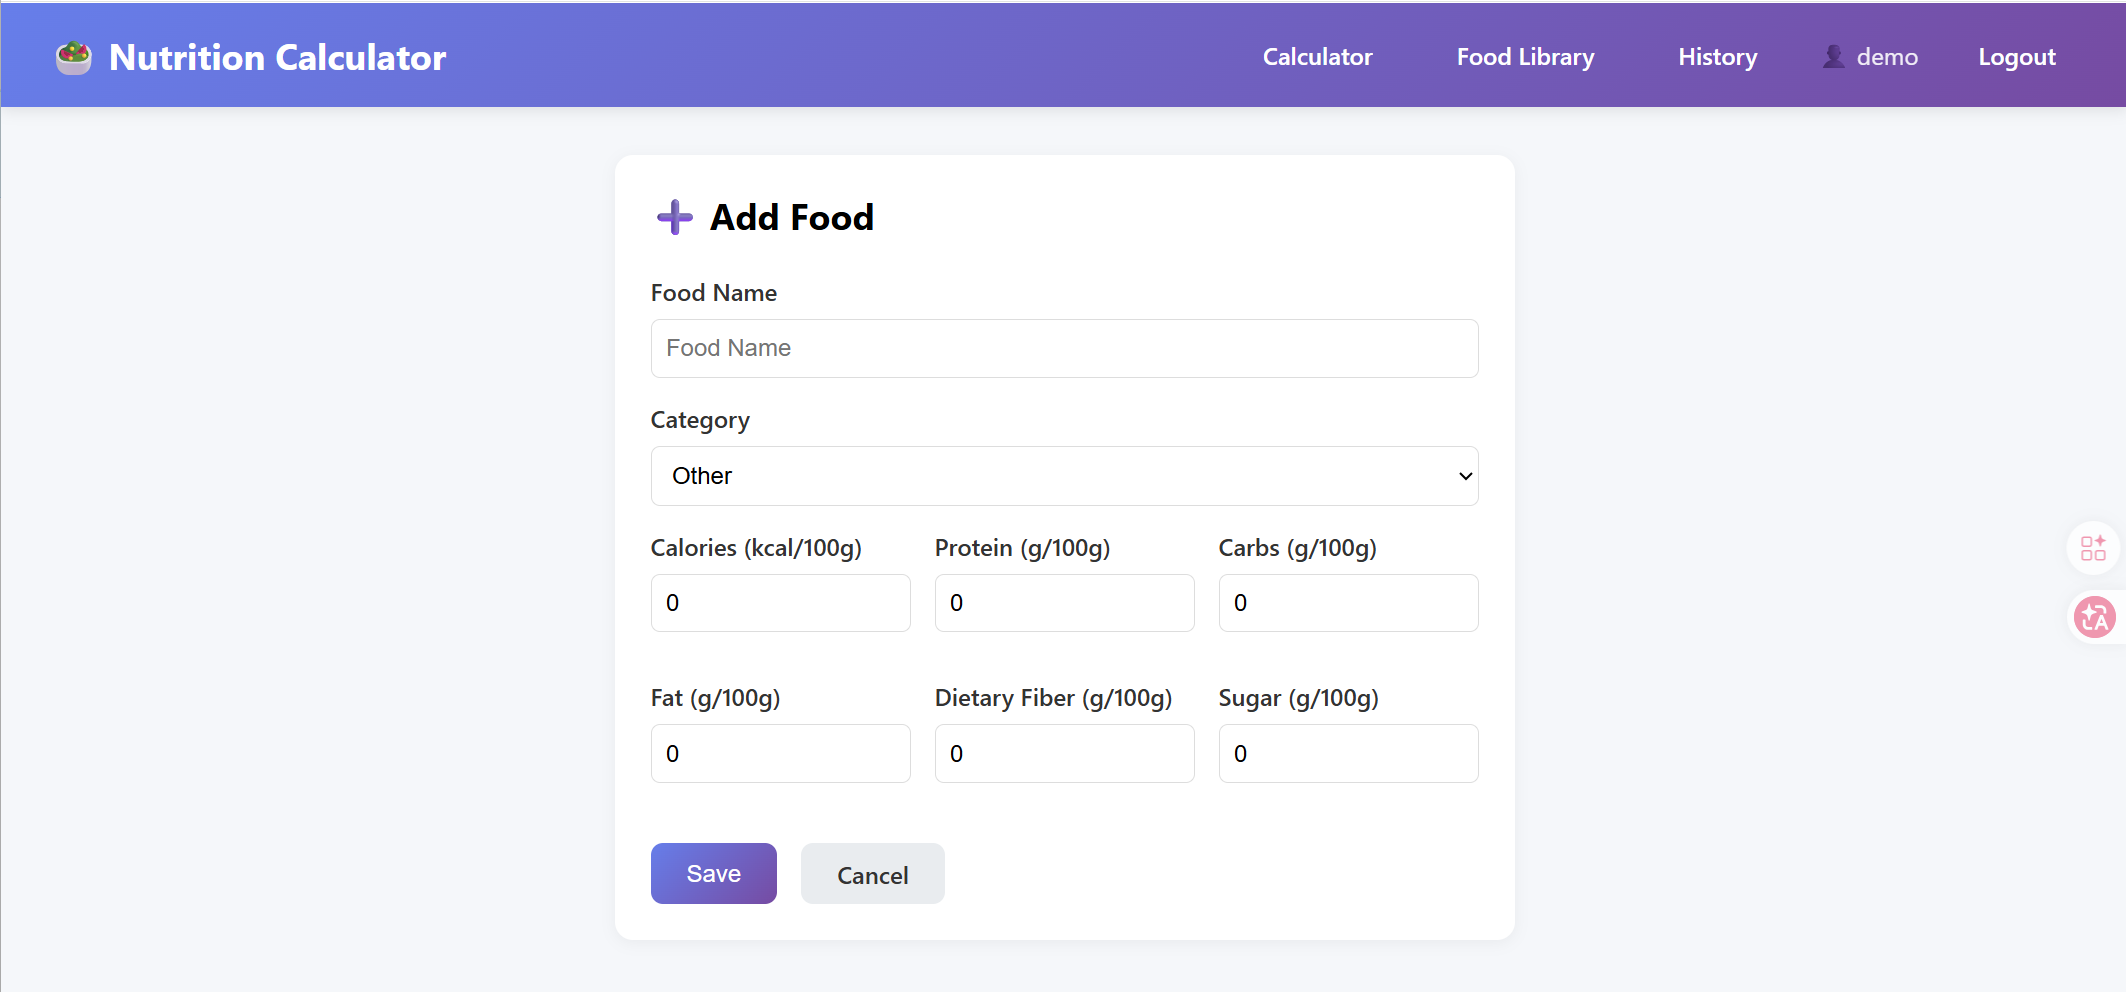 Nutrition Calculator
Calculator Food Library History demo Logout
Add Food
Food Name
Food Name
Category
Other
Calories (kcal/100g) Protein (g/100g) Carbs (g/100g)
0 0 0
Fat (g/100g) Dietary Fiber (g/100g) Sugar (g/100g)
0 0 0
Save Cancel
A